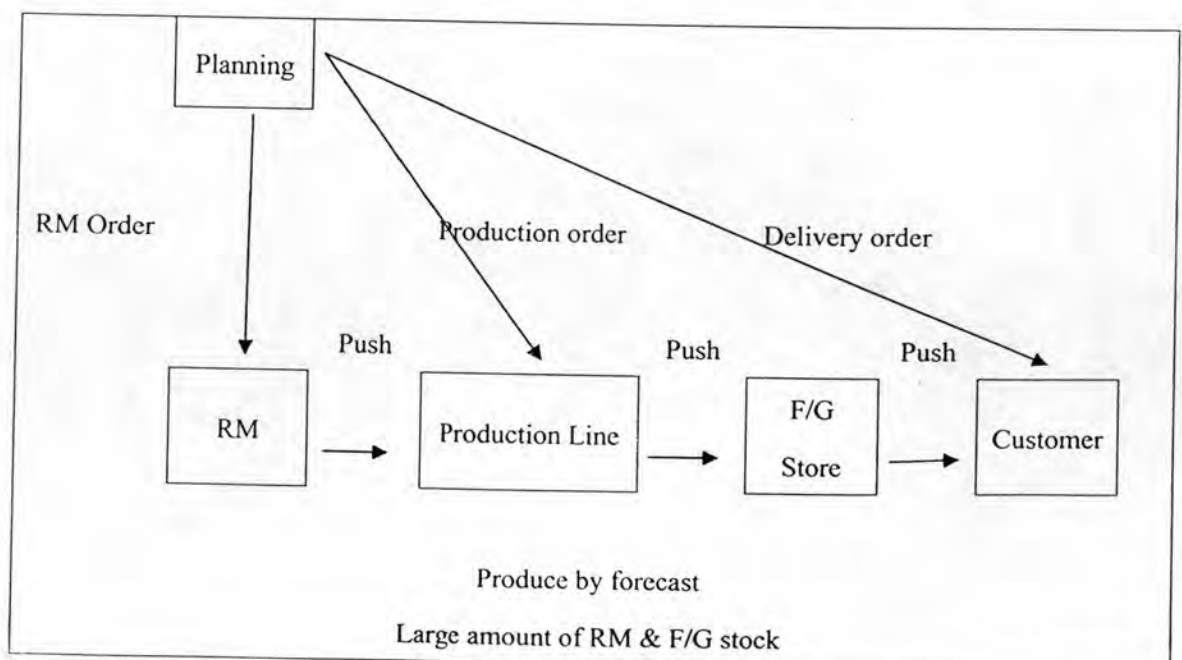 Planning
RM Order
Production order
Delivery order
Push
Push
Push
RM
Production Line
F/G
Store
Customer
Produce by forecast
Large amount of RM & F/G stock